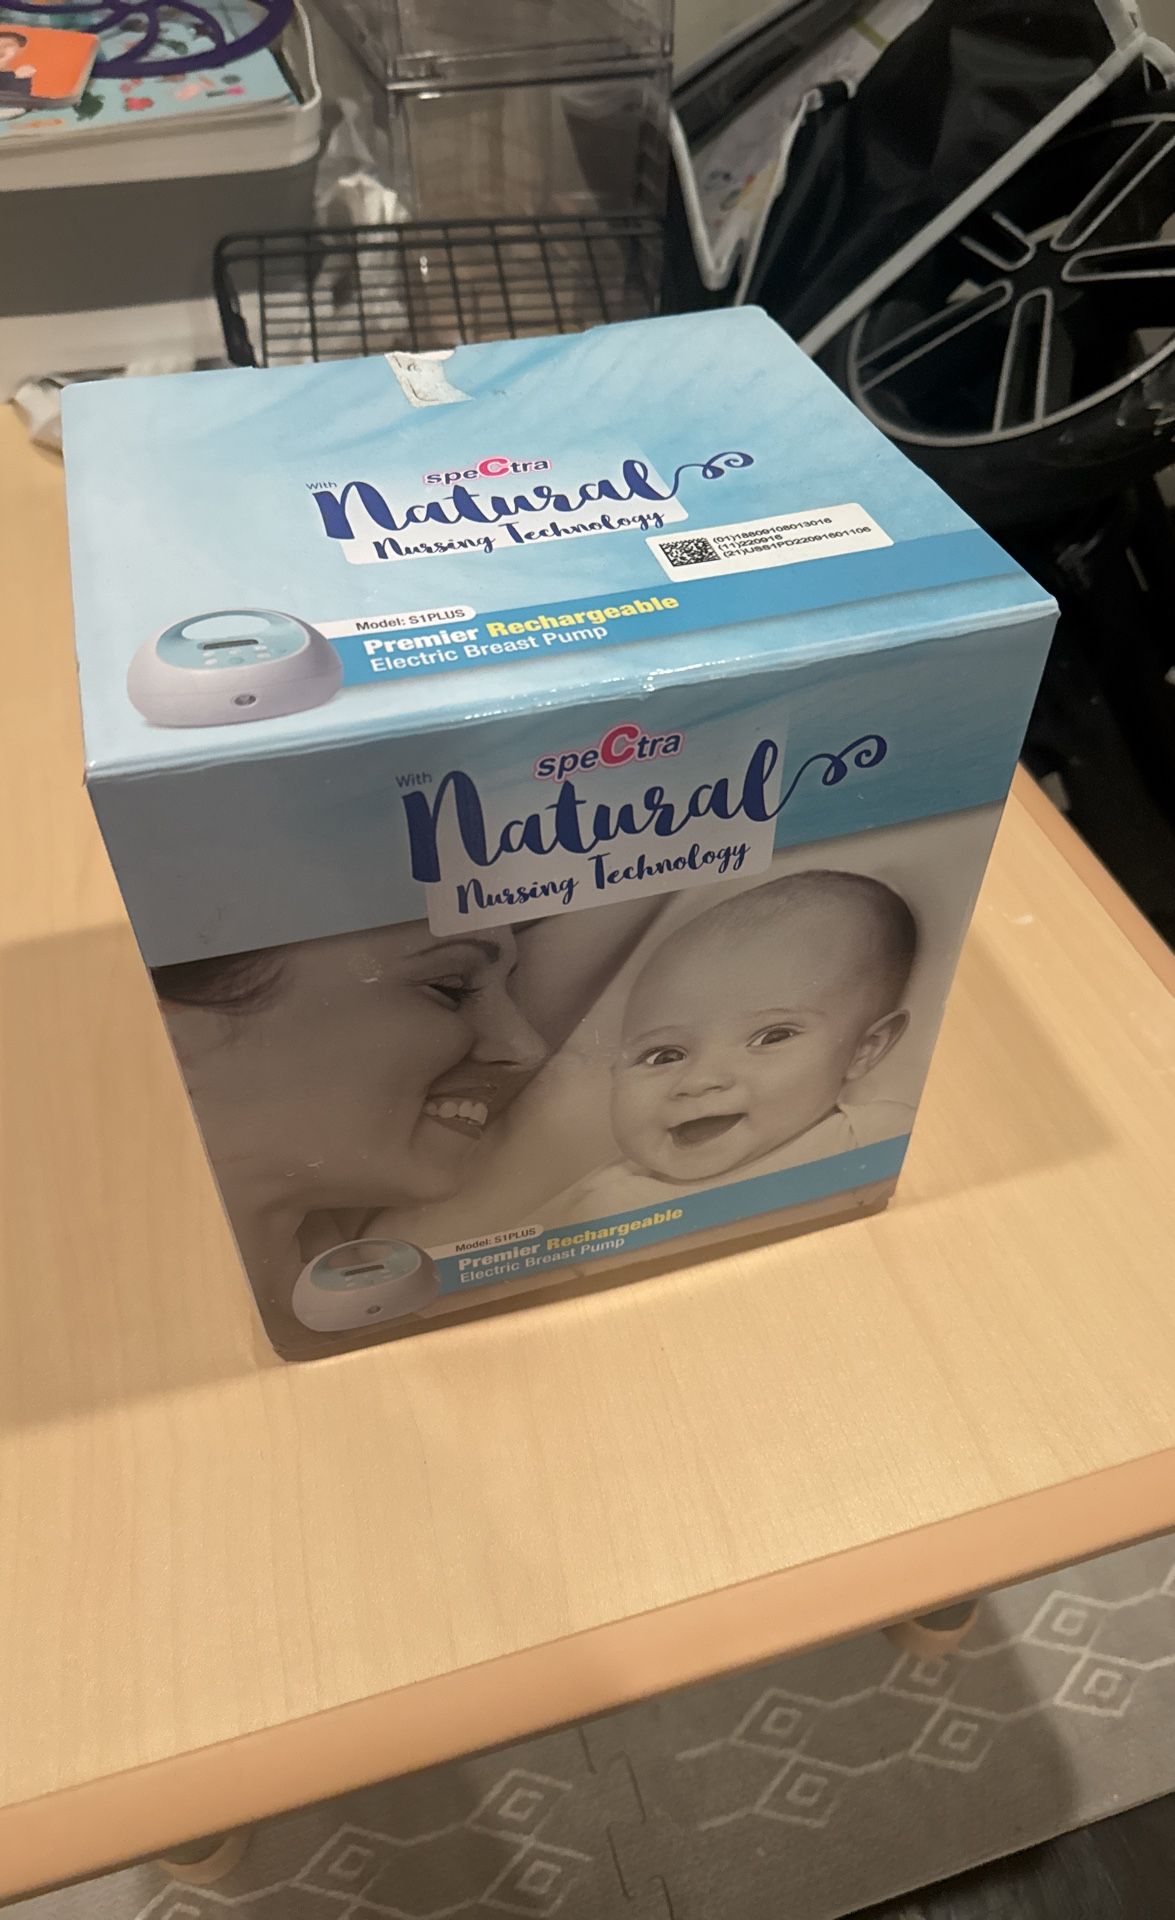 speCtra
With
Natural
Nursing Technology
(01)18809108013016
(11)220916
(21)USS1PD22091601106
Model: S1PLUS
Premier Rechargeable
Electric Breast Pump
speCtra
With
Natural
Nursing Technology
Model: S1PLUS
Premier Rechargeable
Electric Breast Pump